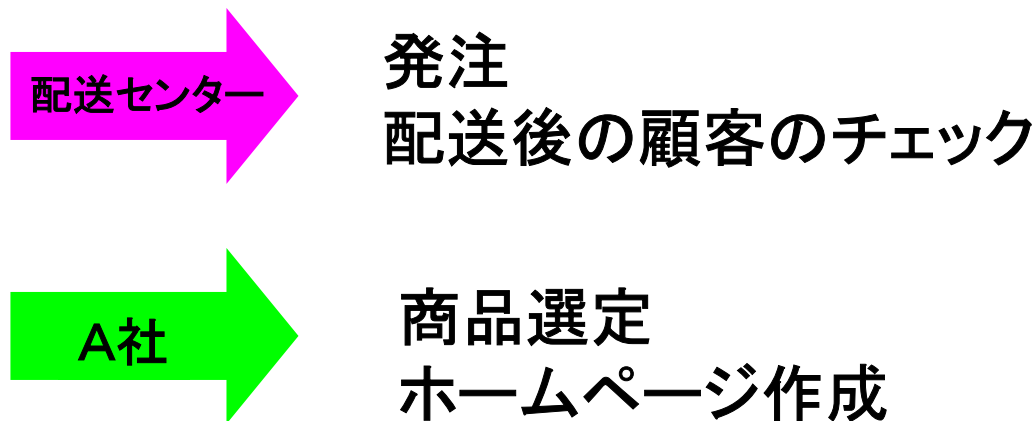 配送センター
発注
配送後の顧客のチェック
A社
商品選定
ホームページ作成